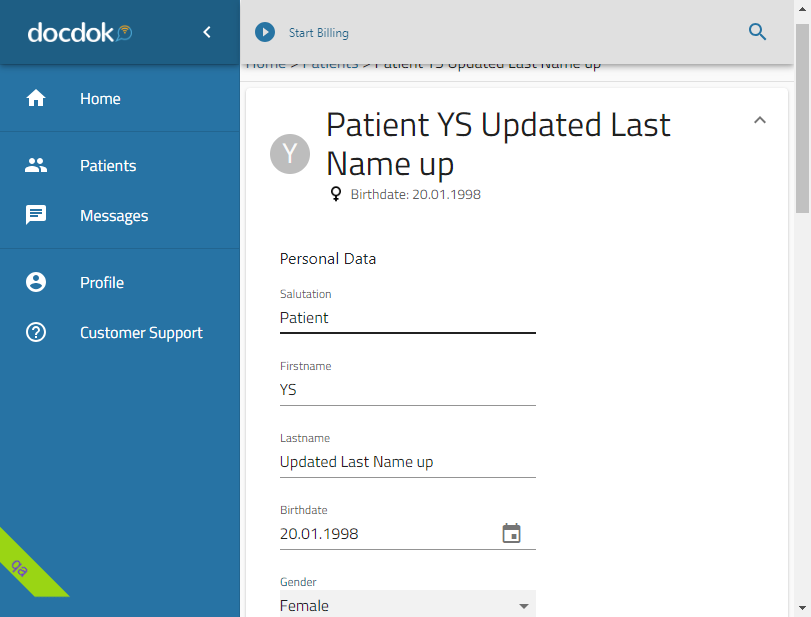 docdok
Start Billing
Home > Patients > Patient YS Updated Last Name up
Home
Patients
Messages
Profile
Customer Support
qa
Y
Patient YS Updated Last
Name up
Birthdate: 20.01.1998
Personal Data
Salutation
Patient
Firstname
YS
Lastname
Updated Last Name up
Birthdate
20.01.1998
Gender
Female